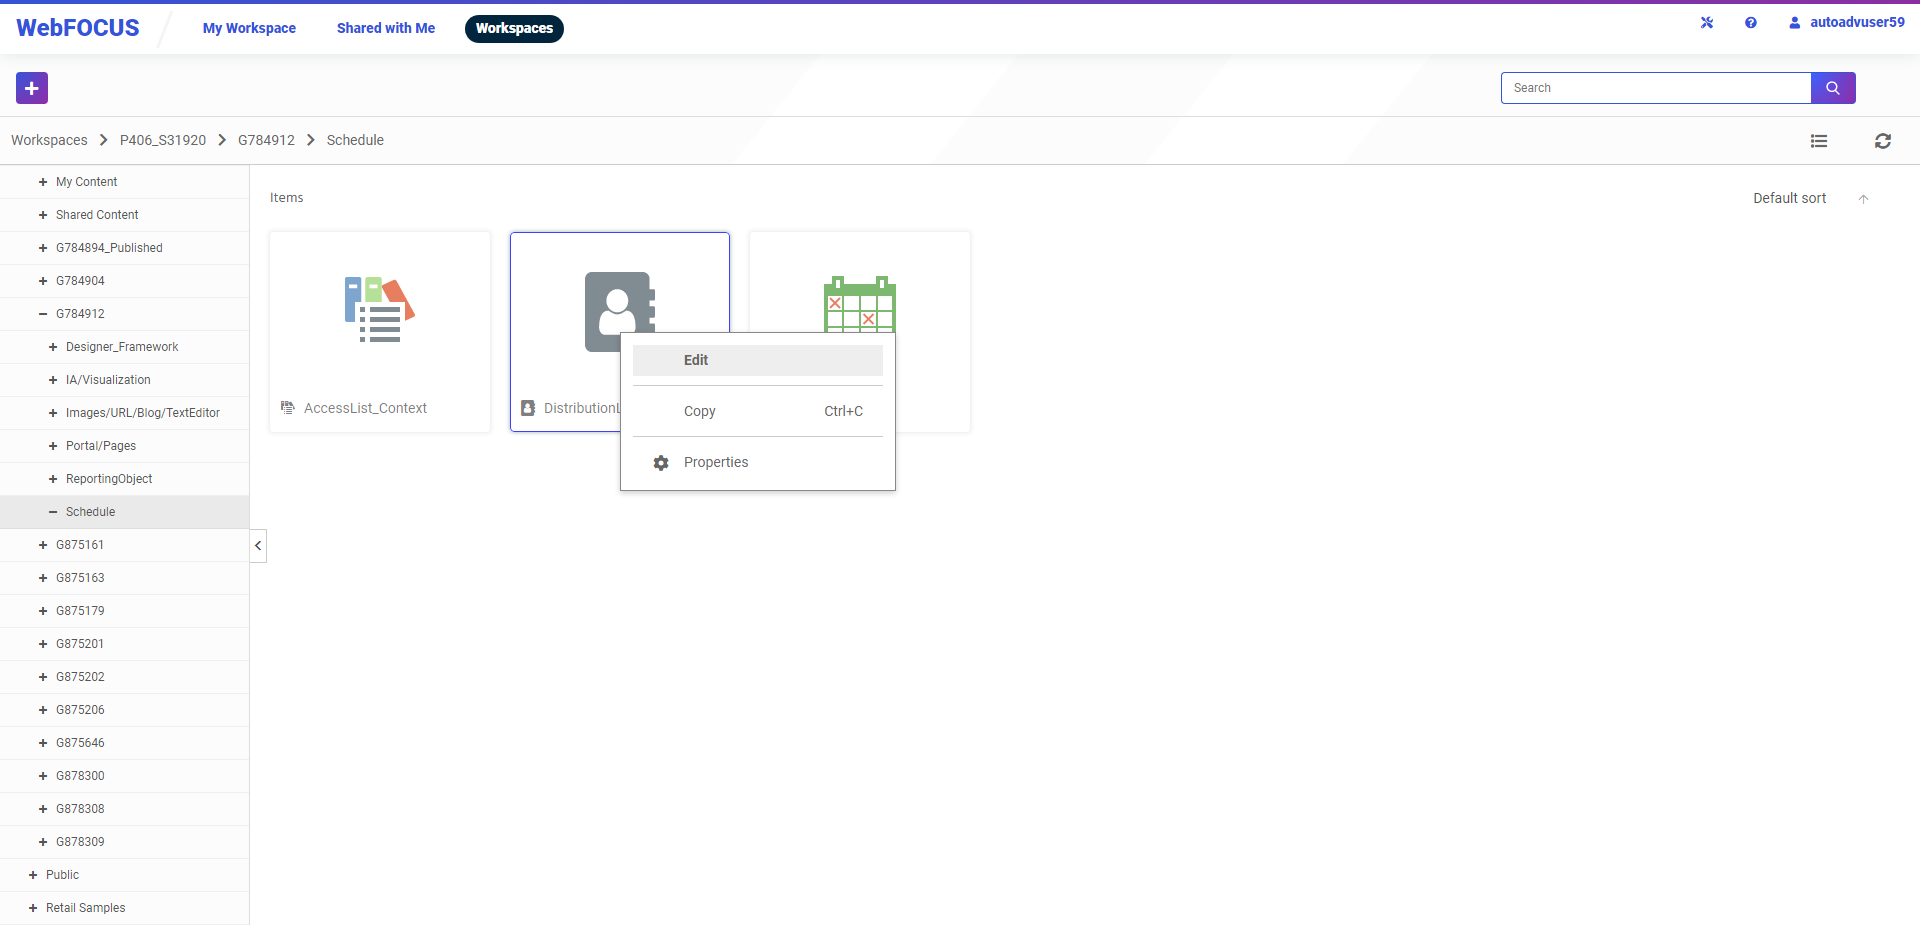 WebFOCUS
My Workspace
Shared with Me
Workspaces
autoadvuser59
Search
Workspaces
P406_S31920
G784912
Schedule
My Content
Shared Content
G784894_Published
G784904
G784912
Designer_Framework
IA/Visualization
Images/URL/Blog/TextEditor
Portal/Pages
ReportingObject
Schedule
G875161
G875163
G875179
G875201
G875202
G875206
G875646
G878300
G878308
G878309
Public
Retail Samples
Items
Default sort
AccessList_Context
DistributionL
Edit
Copy Ctrl+C
Properties